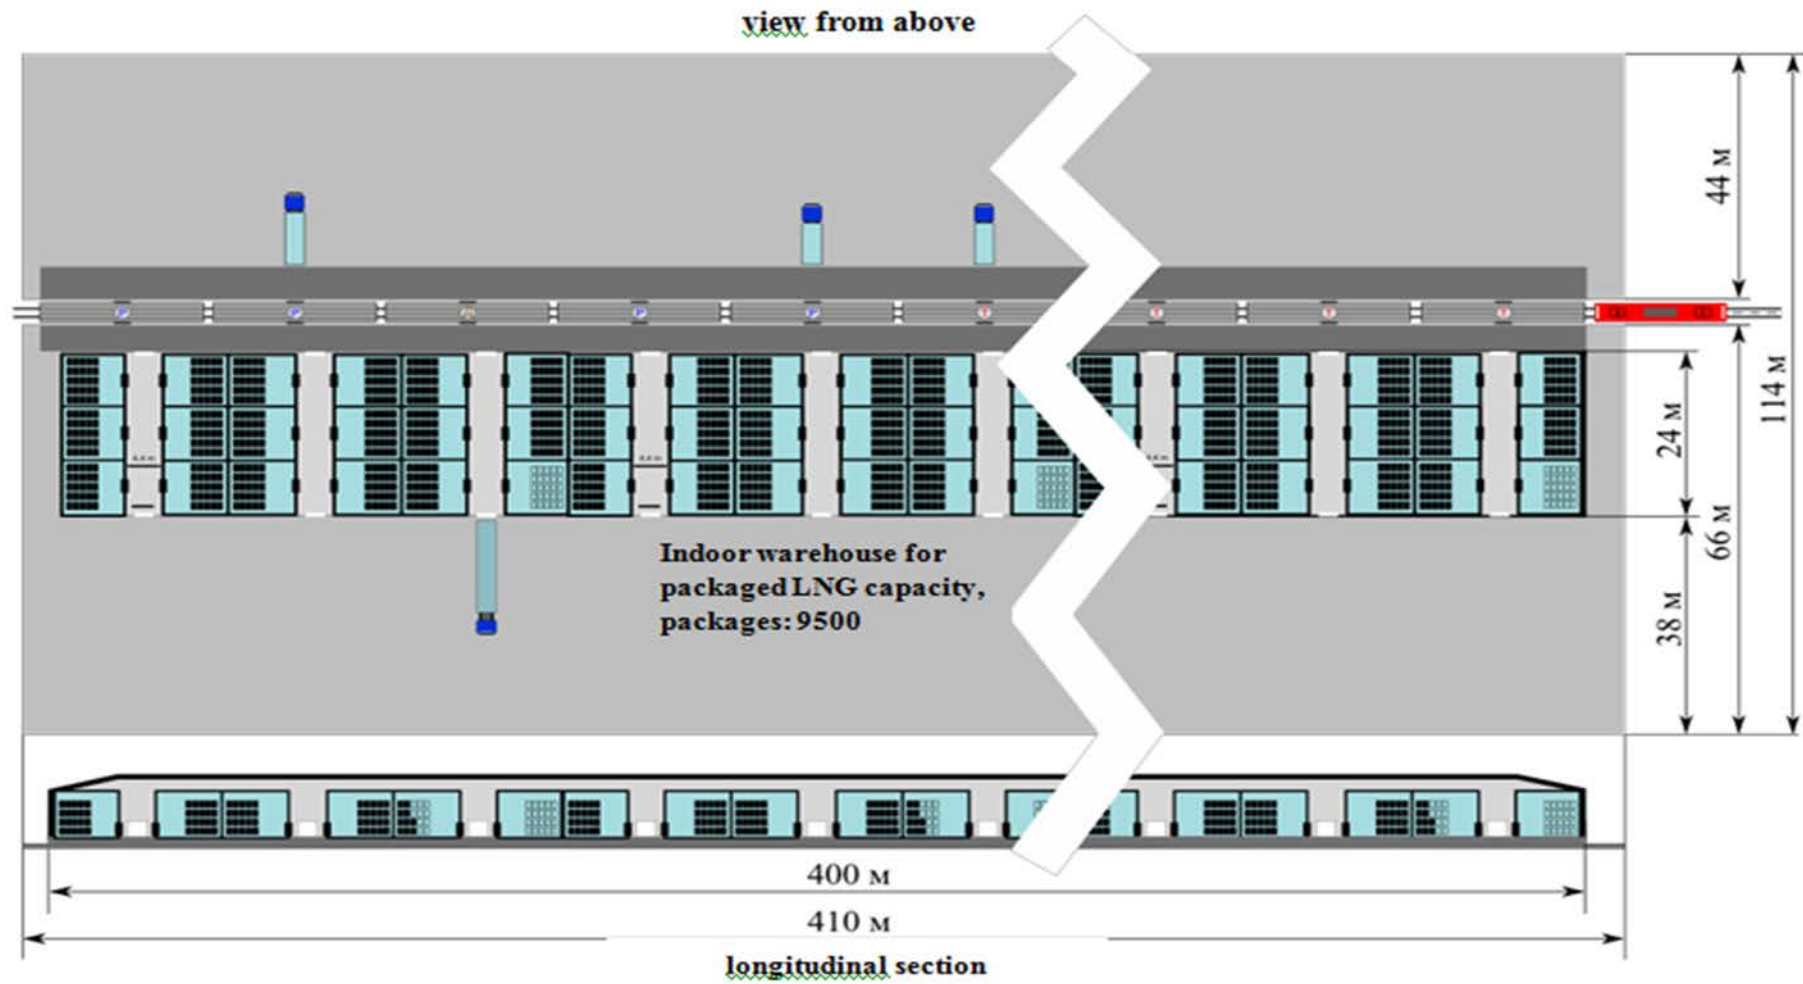 view from above
44 м
114 м
24 м
66 м
38 м
Indoor warehouse for
packaged LNG capacity,
packages: 9500
400 м
410 м
longitudinal section